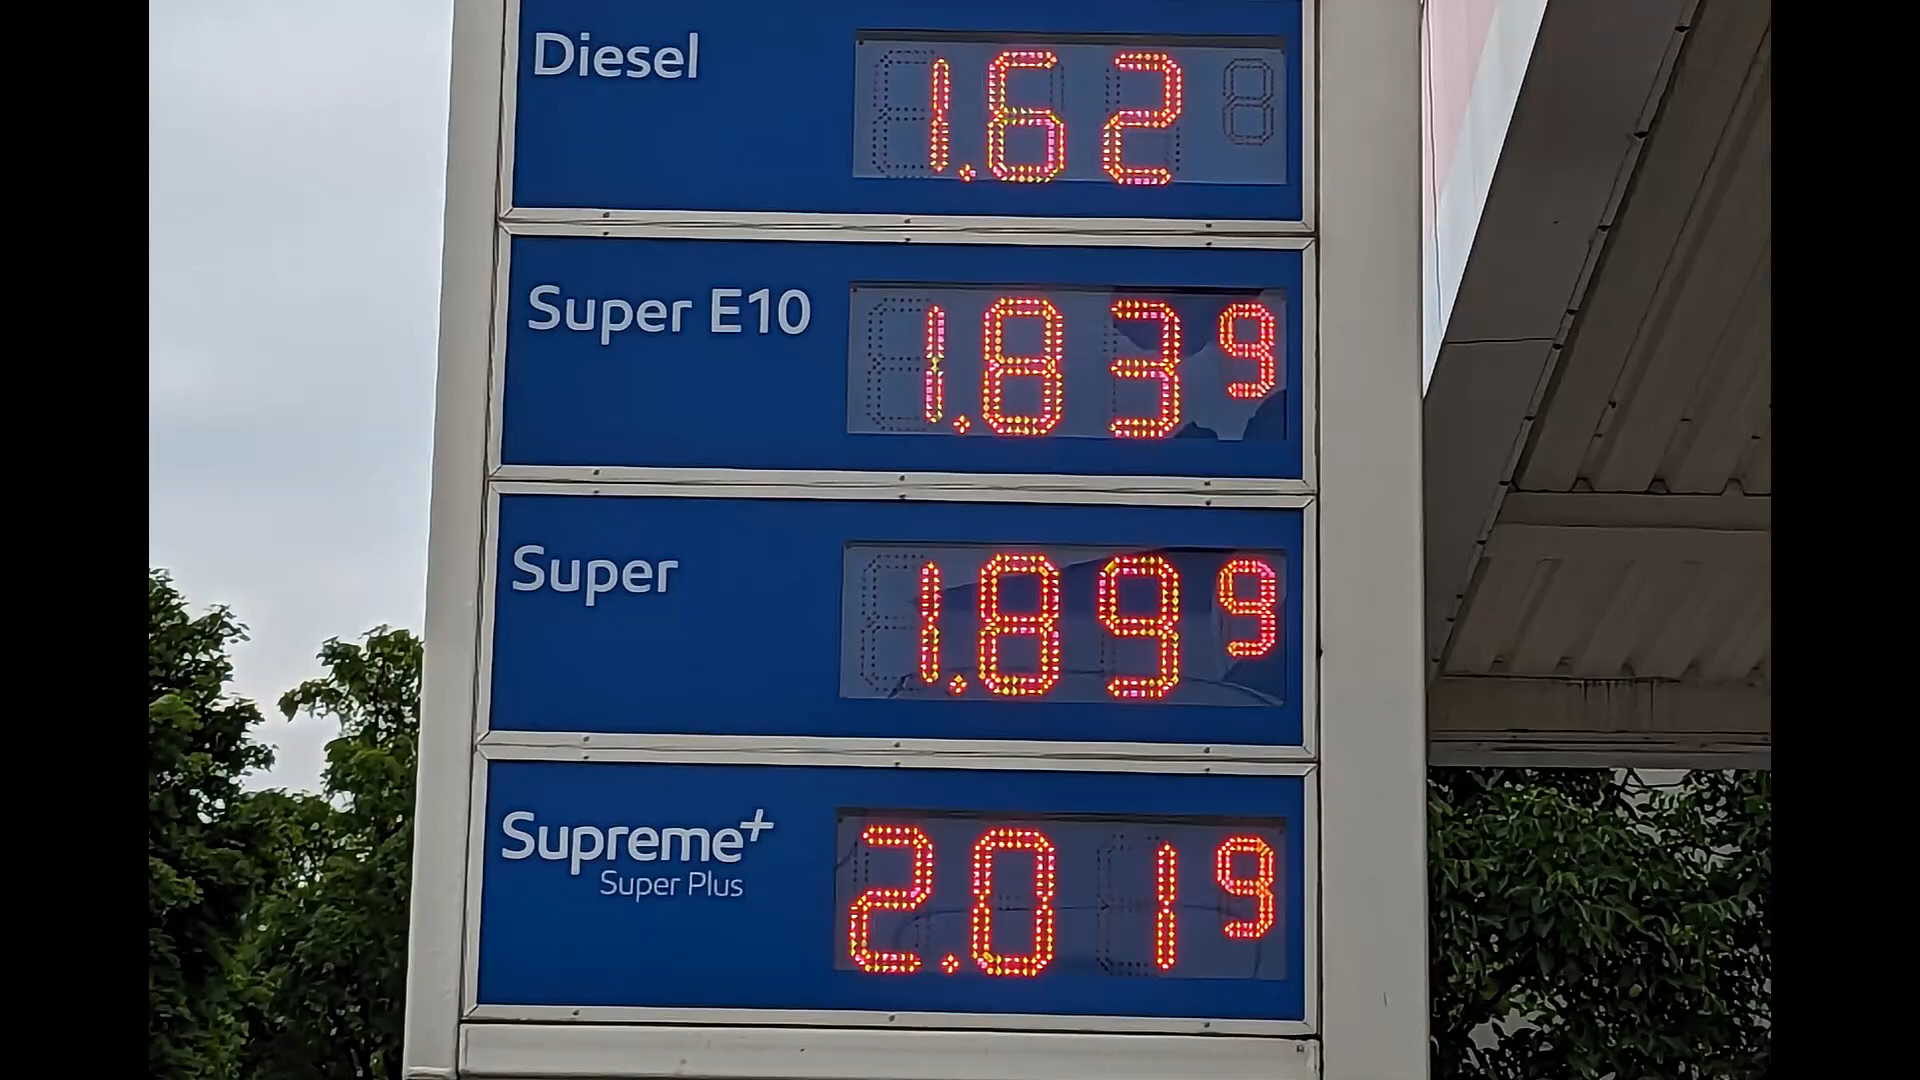 Diesel 1.62
Super E10 1.839
Super 1.899
Supreme+ 2.019
Super Plus